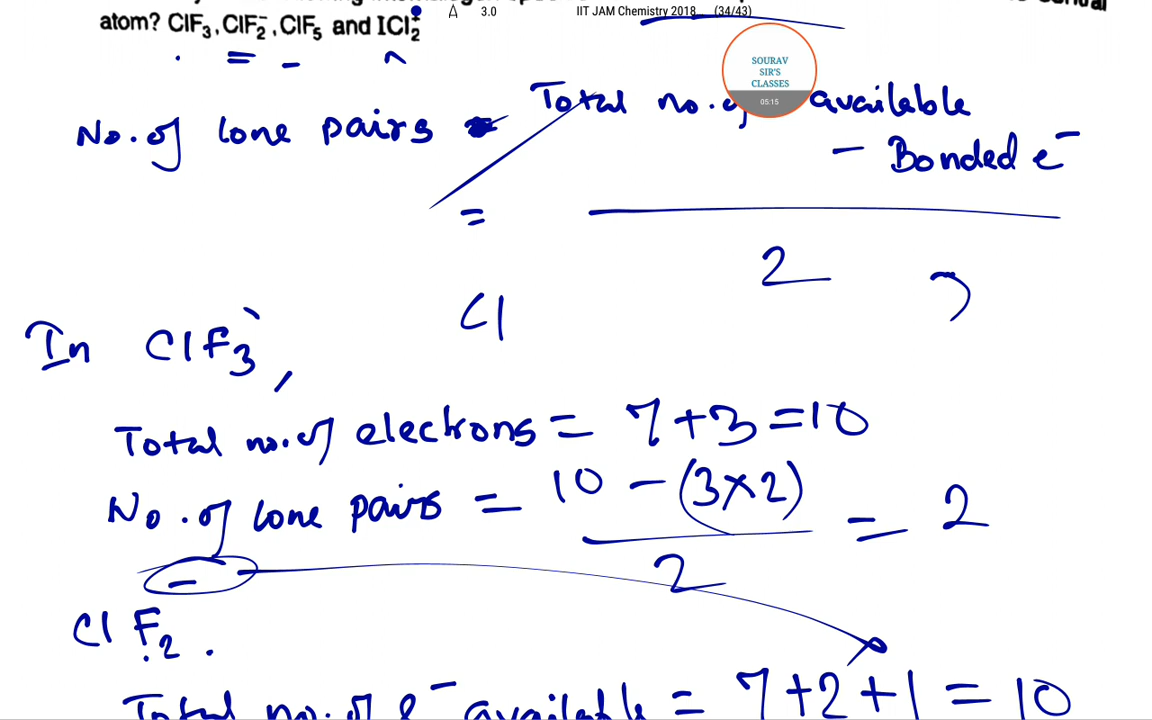 atom? ClF₃, ClF₂⁻, ClF₅ and ICl₂⁺
A 3.0
IIT JAM Chemistry 2018 (34/43)
SOURAV
SIR'S
CLASSES
05:15
No. of lone pairs
Total no. available
- Bonded e⁻
=
2
Cl
In ClF₃,
Total no. of electrons = 7+3=10
No. of lone pairs = 10 - (3×2) = 2
2
ClF₂⁻.
Total no. of e⁻ available = 7+2+1=10